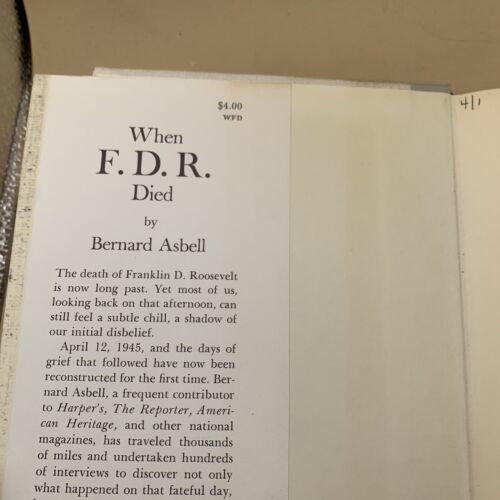 $4.00
WFD
4/1
When
F. D. R.
Died
by
Bernard Asbell
The death of Franklin D. Roosevelt
is now long past. Yet most of us,
looking back on that afternoon, can
still feel a subtle chill, a shadow of
our initial disbelief.
April 12, 1945, and the days of
grief that followed have now been
reconstructed for the first time. Ber-
nard Asbell, a frequent contributor
to Harper's, The Reporter, Ameri-
can Heritage, and other national
magazines, has traveled thousands
of miles and undertaken hundreds
of interviews to discover not only
what happened on that fateful day,